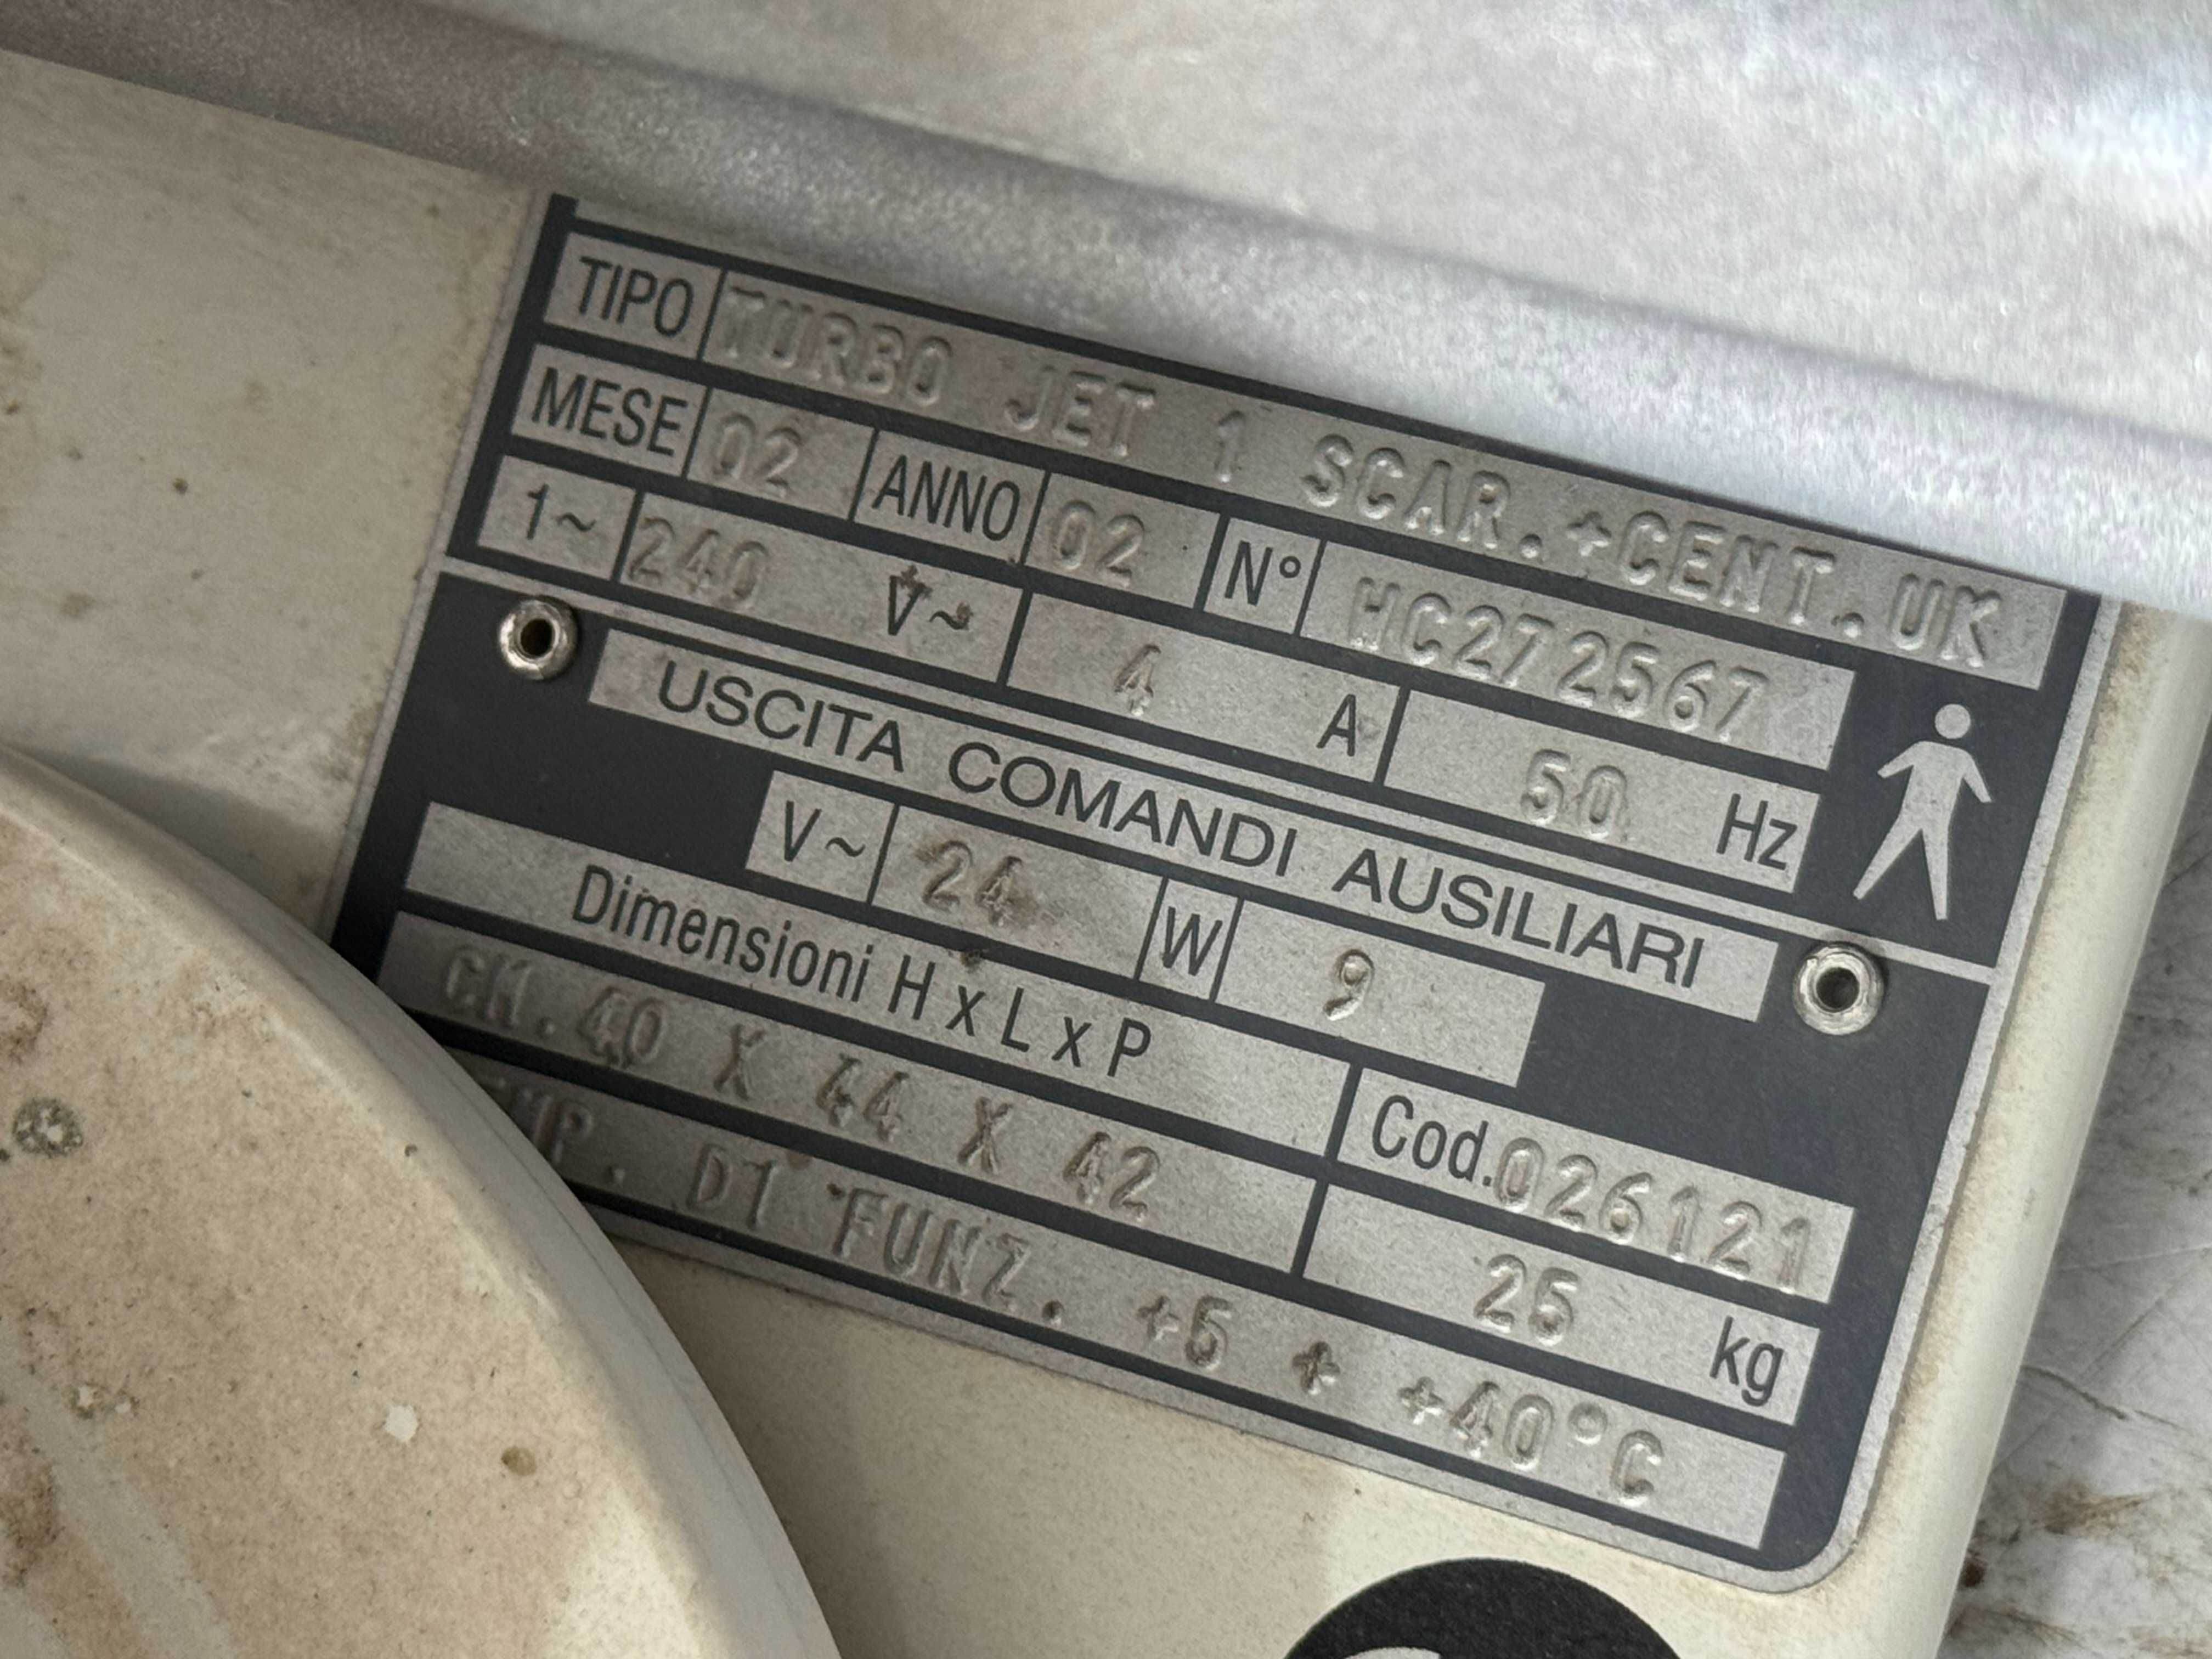 TIPO TURBO JET 1 SCAR.+CENT.UK
MESE 02 ANNO 02 N° HC272567
1~ 240 V~ 4 A 50 Hz
USCITA COMANDI AUSILIARI
V~ 24 W 9
Dimensioni H x L x P Cod.026121
CM.40 X 44 X 42 25 kg
MP. DI FUNZ. +5 + +40°C